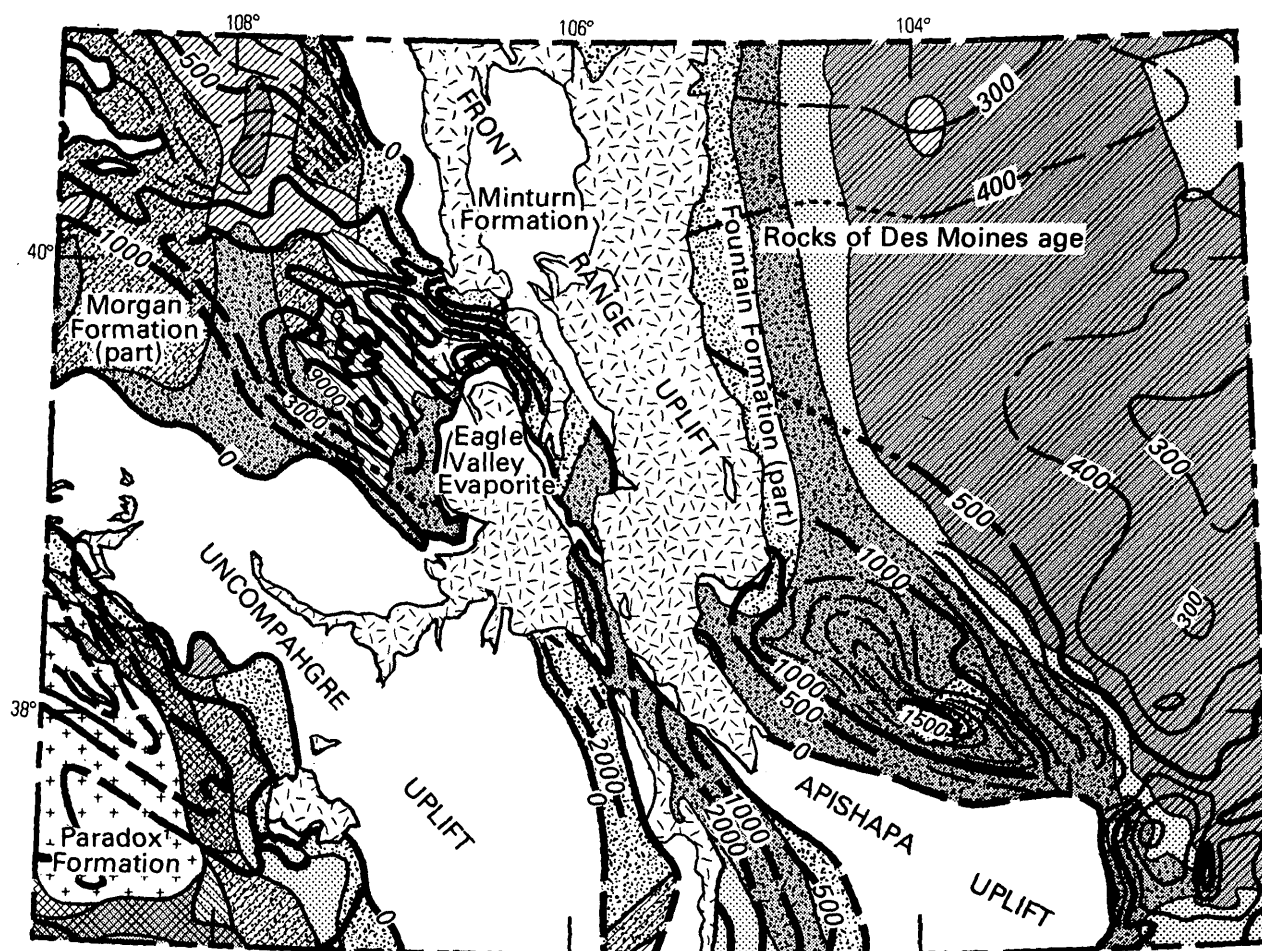 108°
106°
104°
500
300
400
0
FRONT
RANGE
UPLIFT
Minturn
Formation
Fountain Formation (part)
Rocks of Des Moines age
40°
1000
Morgan
Formation
(part)
9000
3000
0
Eagle
Valley
Evaporite
300
400
500
1000
300
UNCOMPAHGRE
UPLIFT
1000
500
0
1500
38°
2000
0
1000
2000
500
APISHAPA
UPLIFT
Paradox
Formation
0